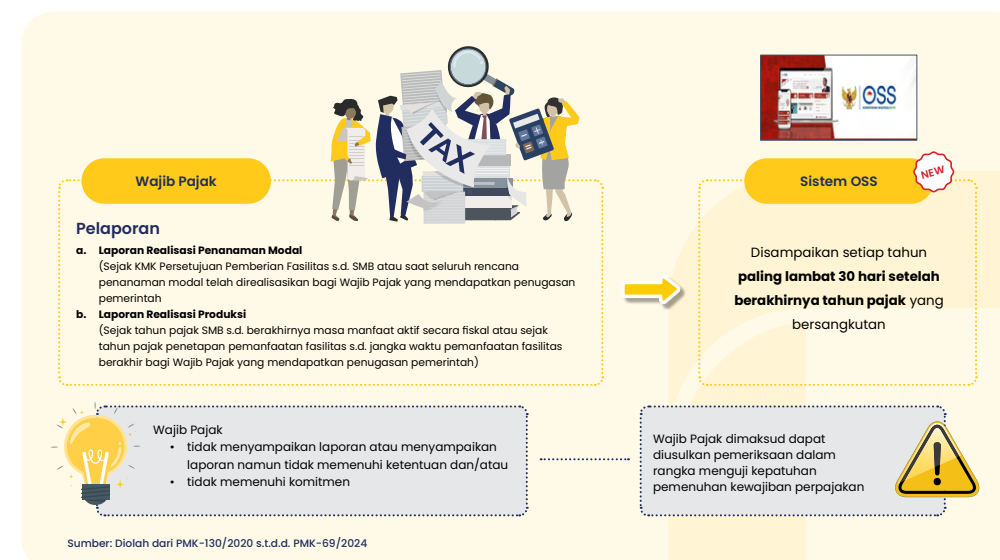 OSS
TAX
Wajib Pajak
Sistem OSS
NEW
Pelaporan
a. Laporan Realisasi Penanaman Modal
(Sejak KMK Persetujuan Pemberian Fasilitas s.d. SMB atau saat seluruh rencana
penanaman modal telah direalisasikan bagi Wajib Pajak yang mendapatkan penugasan
pemerintah
b. Laporan Realisasi Produksi
(Sejak tahun pajak SMB s.d. berakhirnya masa manfaat aktif secara fiskal atau sejak
tahun pajak penetapan pemanfaatan fasilitas s.d. jangka waktu pemanfaatan fasilitas
berakhir bagi Wajib Pajak yang mendapatkan penugasan pemerintah)
Disampaikan setiap tahun
paling lambat 30 hari setelah
berakhirnya tahun pajak yang
bersangkutan
Wajib Pajak
• tidak menyampaikan laporan atau menyampaikan
laporan namun tidak memenuhi ketentuan dan/atau
• tidak memenuhi komitmen
Wajib Pajak dimaksud dapat
diusulkan pemeriksaan dalam
rangka menguji kepatuhan
pemenuhan kewajiban perpajakan
Sumber: Diolah dari PMK-130/2020 s.t.d.d. PMK-69/2024